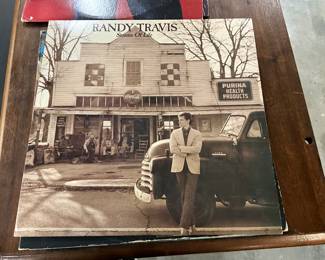 RANDY TRAVIS
Storms Of Life
PURINA
HEALTH
PRODUCTS